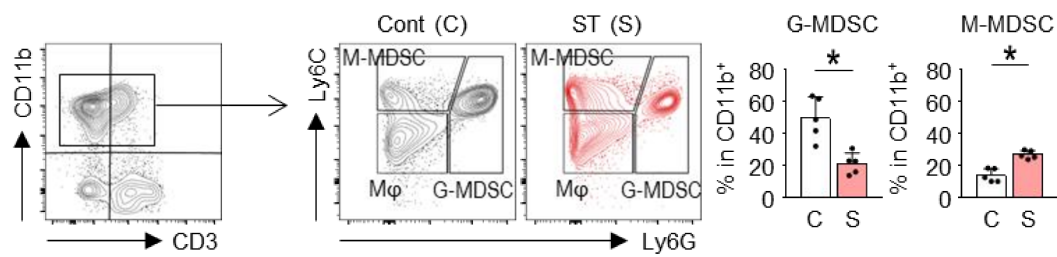 CD11b
CD3
Cont (C)
ST (S)
Ly6C
M-MDSC
M-MDSC
Mφ
G-MDSC
Mφ
G-MDSC
Ly6G
G-MDSC
% in CD11b⁺
80
60
40
20
0
*
C
S
M-MDSC
% in CD11b⁺
80
60
40
20
0
*
C
S